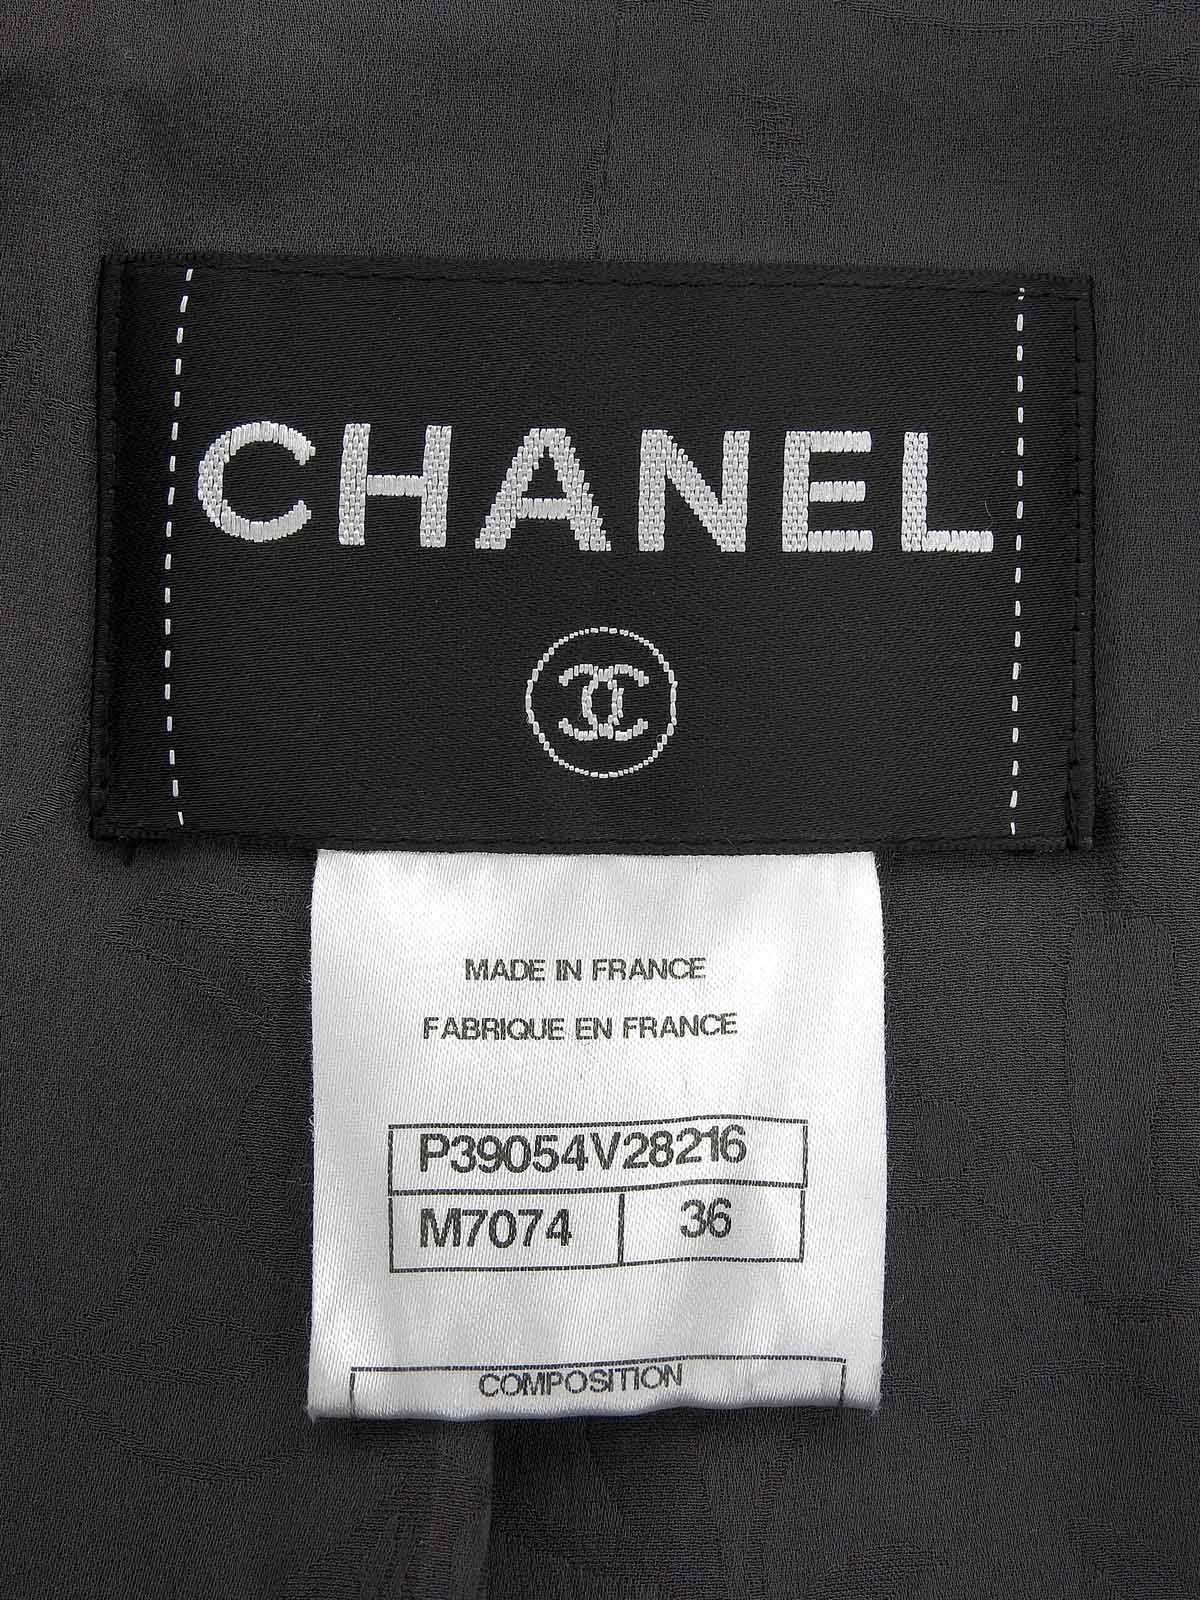 CHANEL
MADE IN FRANCE
FABRIQUE EN FRANCE
P39054V28216
M7074 36
COMPOSITION